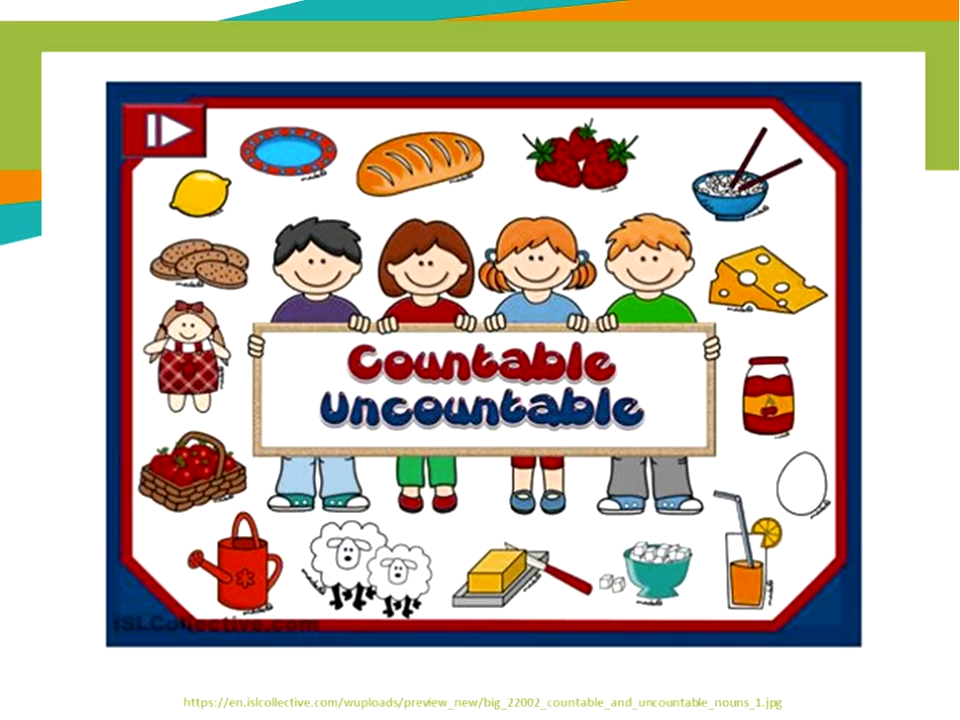 Countable
Uncountable
iSLCollective.com
https://en.islcollective.com/wuploads/preview_new/big_22002_countable_and_uncountable_nouns_1.jpg